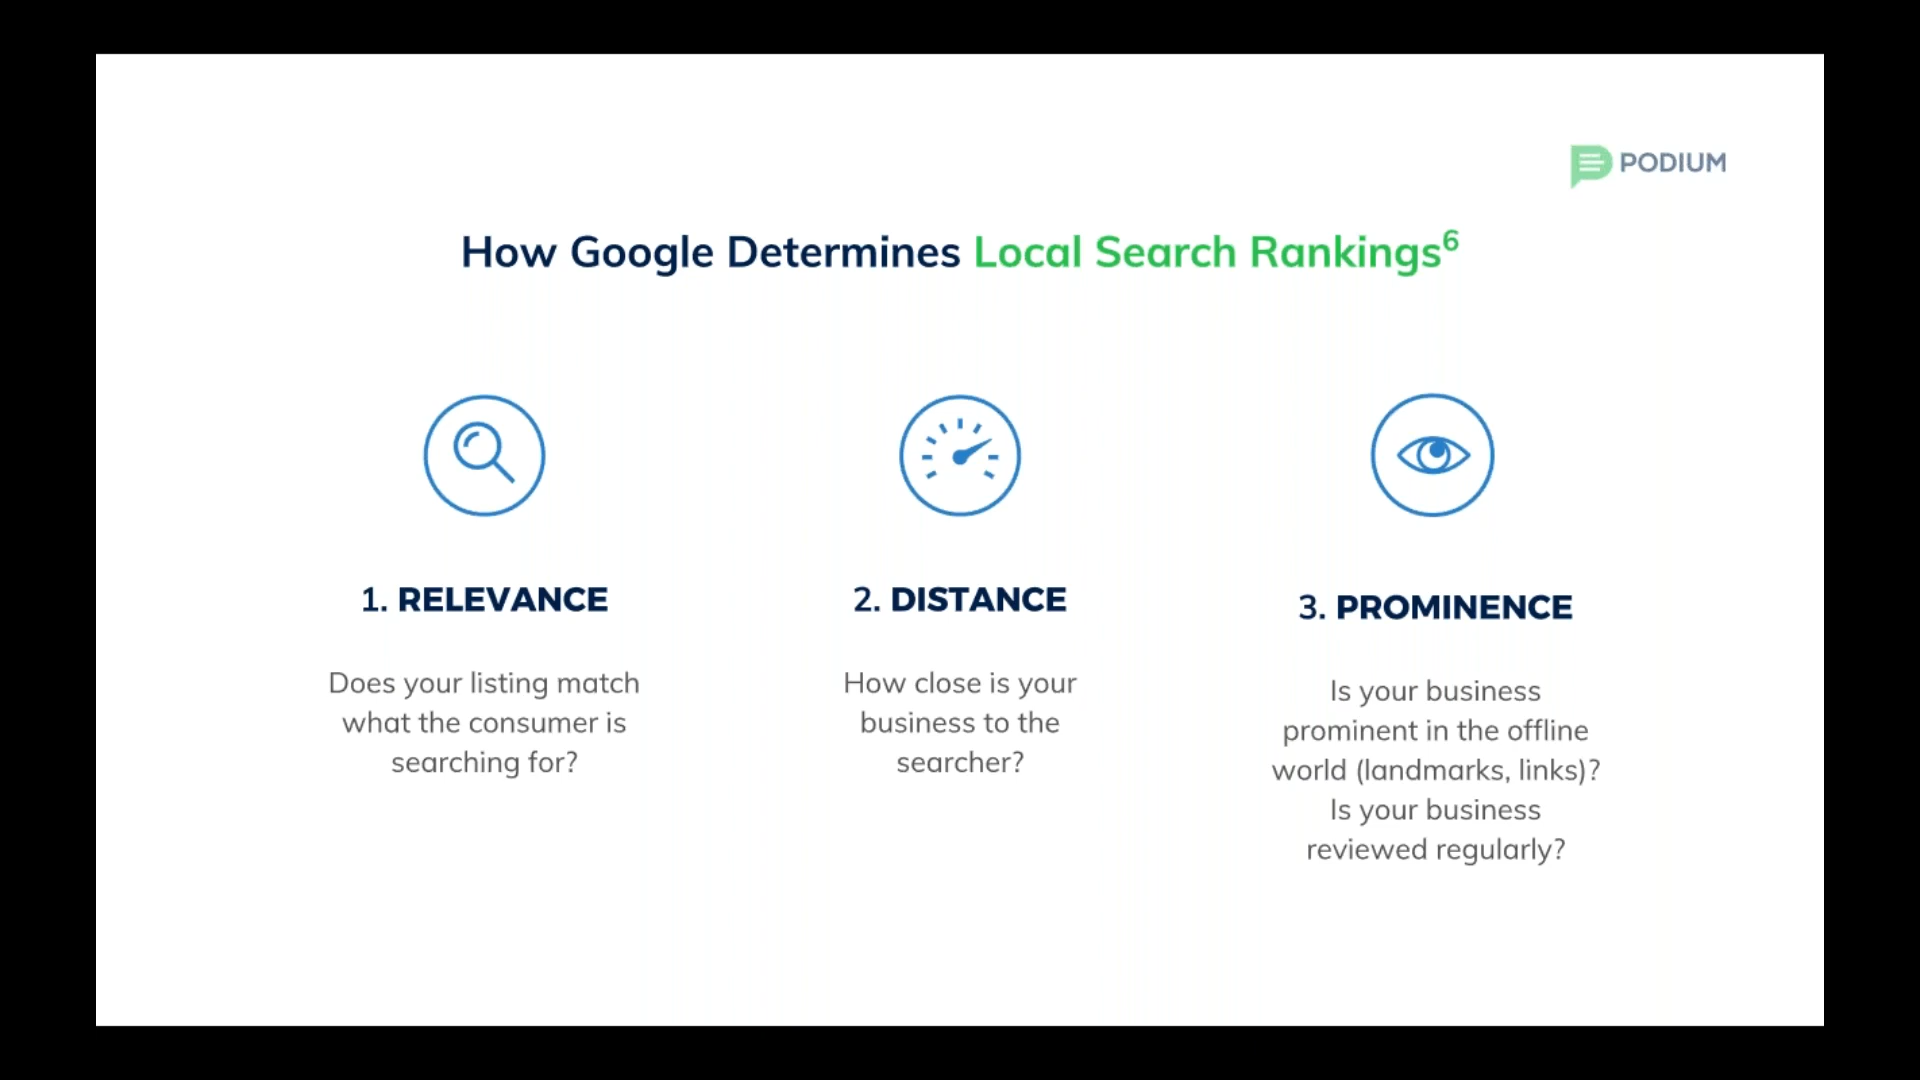 PODIUM
How Google Determines Local Search Rankings⁶
1. RELEVANCE
Does your listing match
what the consumer is
searching for?
2. DISTANCE
How close is your
business to the
searcher?
3. PROMINENCE
Is your business
prominent in the offline
world (landmarks, links)?
Is your business
reviewed regularly?